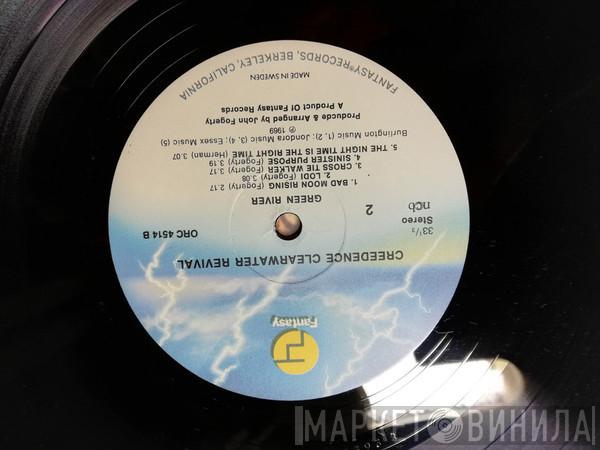 Fantasy
CREEDENCE CLEARWATER REVIVAL
33⅓
Stereo
ncb
2
ORC 4514 B
GREEN RIVER
1. BAD MOON RISING (Fogerty) 2.17
2. LODI (Fogerty) 3.08
3. CROSS TIE WALKER (Fogerty) 3.17
4. SINISTER PURPOSE (Fogerty) 3.19
5. THE NIGHT TIME IS THE RIGHT TIME (Herman) 3.07
Burlington Music (1, 2); Jondora Music (3, 4); Essex Music (5)
℗ 1969
Producde & Arranged by John Fogerty
A Product Of Fantasy Records
MADE IN SWEDEN
FANTASY® RECORDS, BERKELEY, CALIFORNIA
МАРКЕТ ВИНИЛА